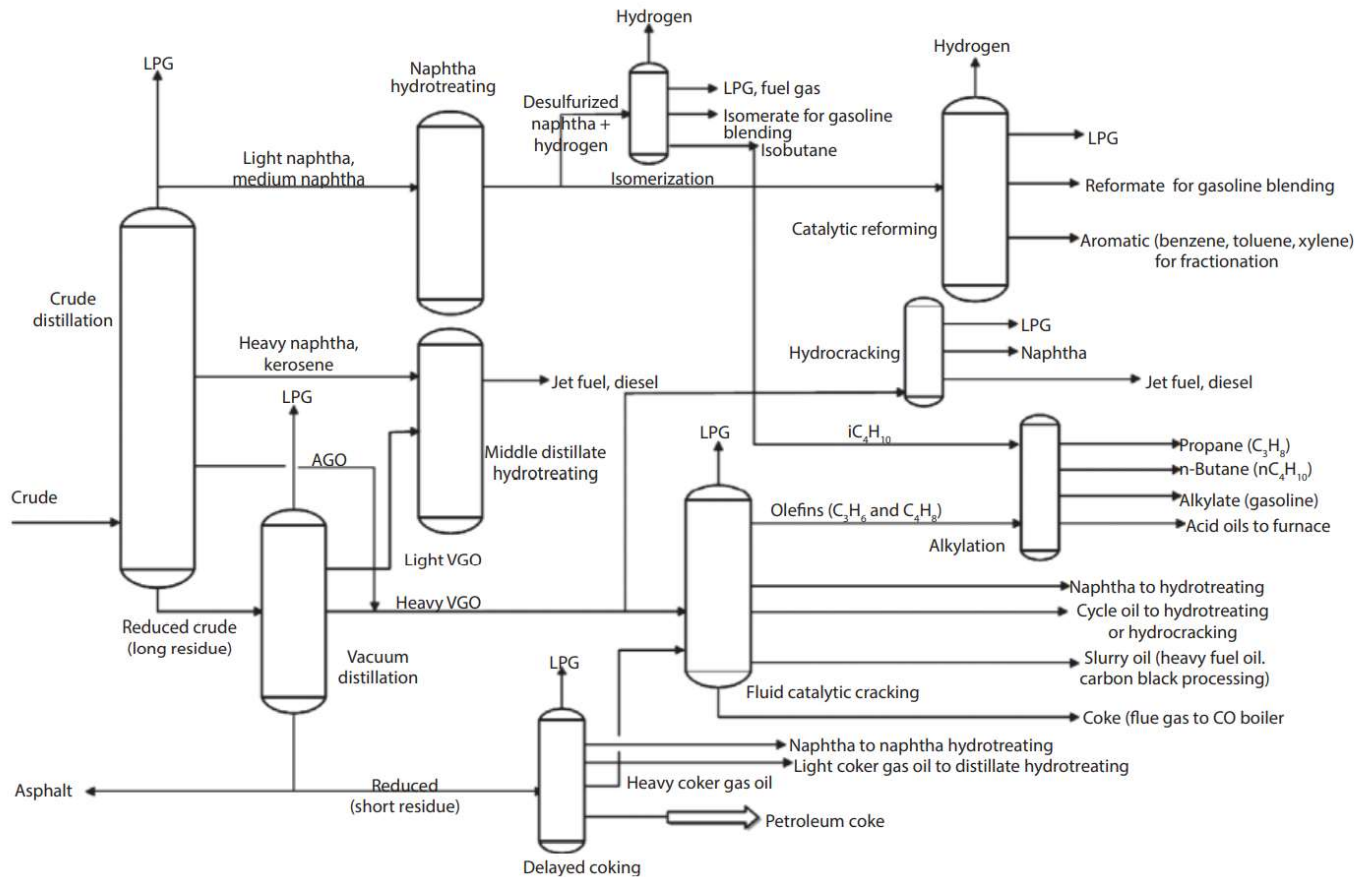 Hydrogen
Hydrogen
LPG
Naphtha
hydrotreating
LPG, fuel gas
Desulfurized
naphtha +
hydrogen
Isomerate for gasoline
blending
Isobutane
LPG
Light naphtha,
medium naphtha
Isomerization
Reformate for gasoline blending
Catalytic reforming
Aromatic (benzene, toluene, xylene)
for fractionation
Crude
distillation
LPG
Heavy naphtha,
kerosene
Hydrocracking
Naphtha
Jet fuel, diesel
Jet fuel, diesel
LPG
LPG
iC₄H₁₀
Propane (C₃H₈)
AGO
Middle distillate
hydrotreating
n-Butane (nC₄H₁₀)
Crude
Alkylate (gasoline)
Olefins (C₃H₆ and C₄H₈)
Acid oils to furnace
Alkylation
Light VGO
Naphtha to hydrotreating
Heavy VGO
Cycle oil to hydrotreating
or hydrocracking
Reduced crude
(long residue)
Vacuum
distillation
LPG
Slurry oil (heavy fuel oil.
carbon black processing)
Fluid catalytic cracking
Coke (flue gas to CO boiler
Naphtha to naphtha hydrotreating
Light coker gas oil to distillate hydrotreating
Asphalt
Reduced
(short residue)
Heavy coker gas oil
Petroleum coke
Delayed coking